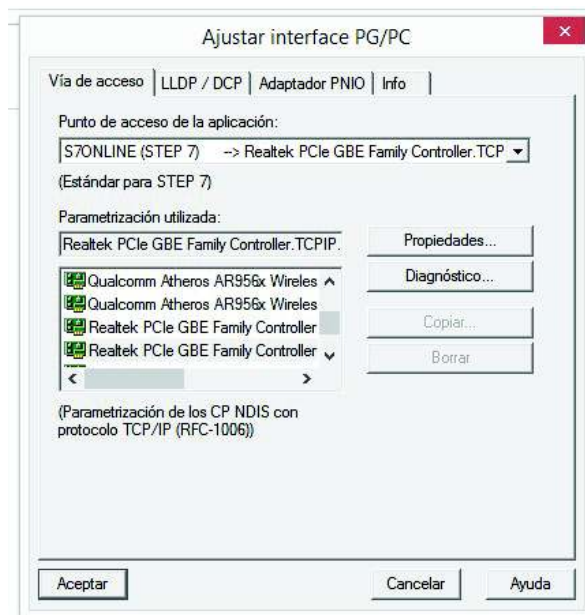 Ajustar interface PG/PC
x
Vía de acceso
LLDP / DCP
Adaptador PNIO
Info
Punto de acceso de la aplicación:
S7ONLINE (STEP 7) --> Realtek PCIe GBE Family Controller.TCP
(Estándar para STEP 7)
Parametrización utilizada:
Realtek PCIe GBE Family Controller.TCPIP.
Propiedades...
Qualcomm Atheros AR956x Wireles
Diagnóstico...
Qualcomm Atheros AR956x Wireles
Realtek PCIe GBE Family Controller
Copiar...
Realtek PCIe GBE Family Controller
Borrar
(Parametrización de los CP NDIS con
protocolo TCP/IP (RFC-1006))
Aceptar
Cancelar
Ayuda